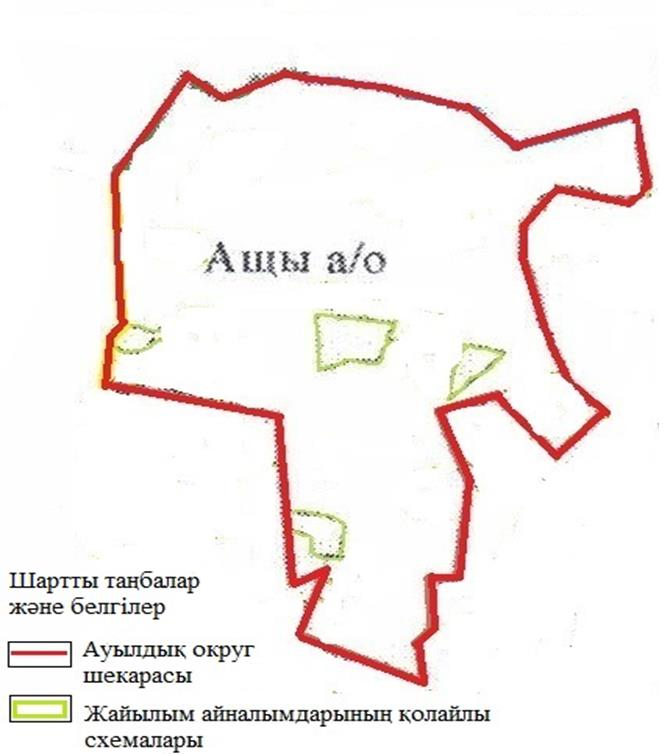 Ащы а/о
Шартты таңбалар
және белгілер
Ауылдық округ
шекарасы
Жайылым айналымдарының қолайлы
схемалары